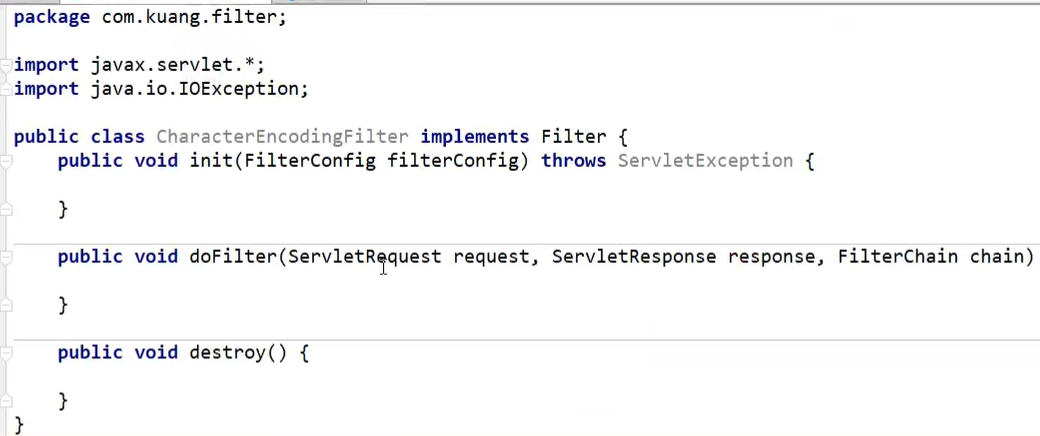 package com.kuang.filter;
import javax.servlet.*;
import java.io.IOException;
public class CharacterEncodingFilter implements Filter {
public void init(FilterConfig filterConfig) throws ServletException {
}
public void doFilter(ServletRequest request, ServletResponse response, FilterChain chain)
}
public void destroy() {
}
}